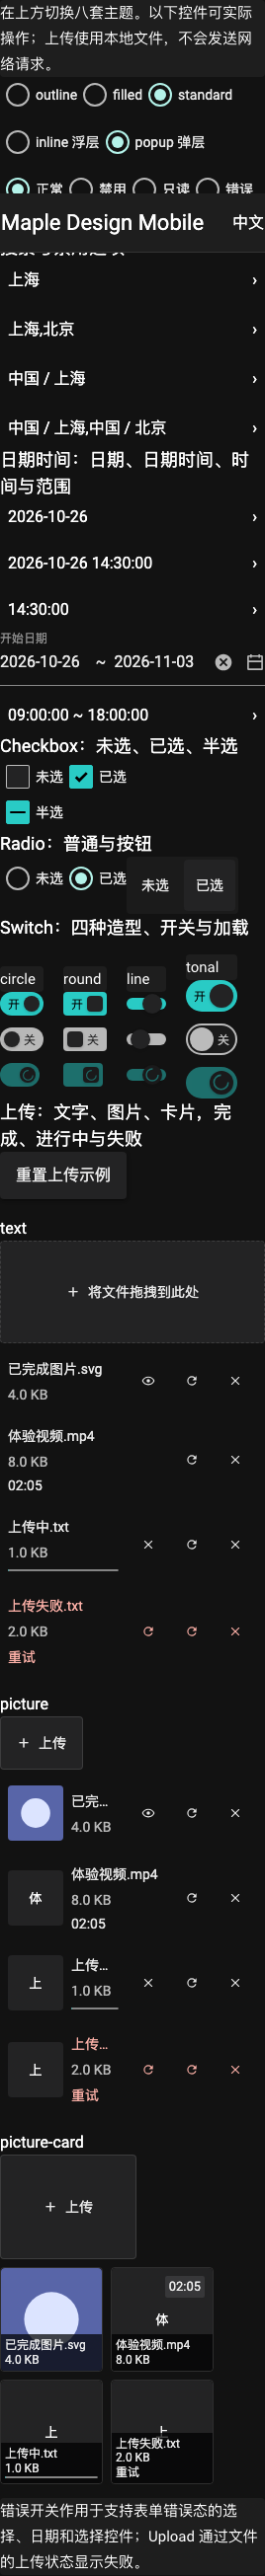 在上方切换八套主题。以下控件可实际
操作；上传使用本地文件，不会发送网
络请求。
outline filled standard
inline 浮层 popup 弹层
正常 禁用 只读 错误
Maple Design Mobile 中文
上海 ›
上海,北京 ›
中国 / 上海 ›
中国 / 上海,中国 / 北京 ›
日期时间：日期、日期时间、时
间与范围
2026-10-26 ›
2026-10-26 14:30:00 ›
14:30:00 ›
开始日期
2026-10-26 ~ 2026-11-03
09:00:00 ~ 18:00:00 ›
Checkbox：未选、已选、半选
未选 已选
半选
Radio：普通与按钮
未选 已选 未选 已选
Switch：四种造型、开关与加载
circle round line tonal
开 开 开
关 关 关
上传：文字、图片、卡片，完
成、进行中与失败
重置上传示例
text
+ 将文件拖拽到此处
已完成图片.svg
4.0 KB
体验视频.mp4
8.0 KB
02:05
上传中.txt
1.0 KB
上传失败.txt
2.0 KB
重试
picture
+ 上传
已完...
4.0 KB
体 体验视频.mp4
8.0 KB
02:05
上 上传...
1.0 KB
上 上传...
2.0 KB
重试
picture-card
+ 上传
已完成图片.svg
4.0 KB
02:05
体
体验视频.mp4
8.0 KB
上
上传中.txt
1.0 KB
上
上传失败.txt
2.0 KB
重试
错误开关作用于支持表单错误态的选
择、日期和选择控件；Upload 通过文件
的上传状态显示失败。